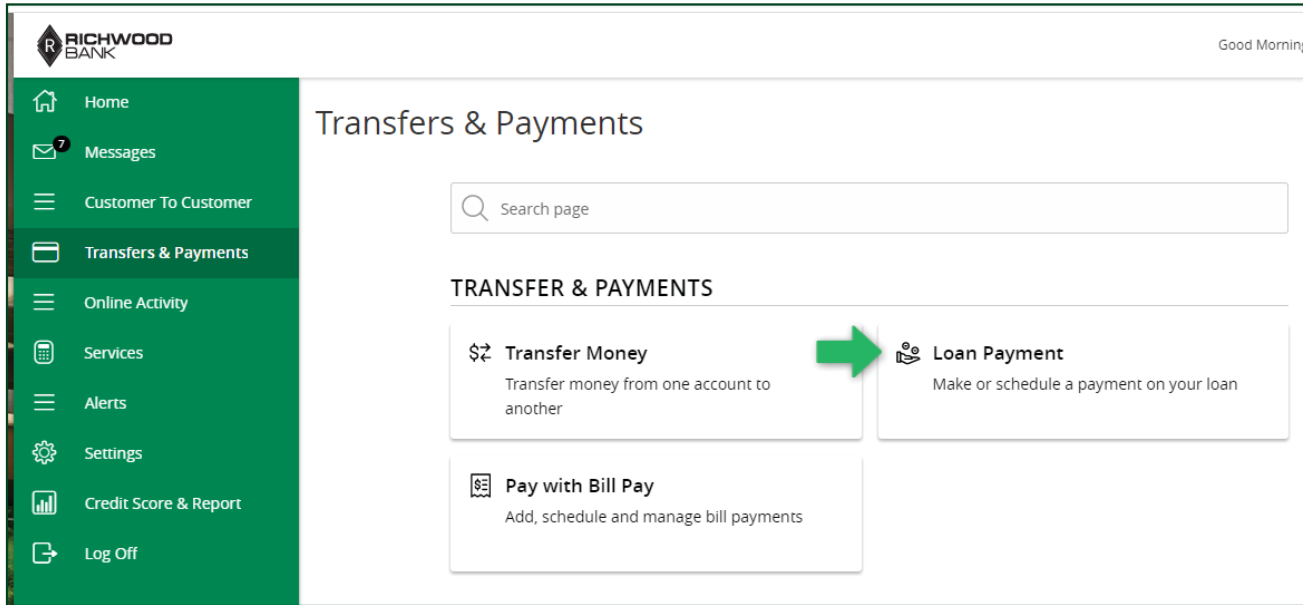 R RICHWOOD
BANK
Good Morning
Home
7
Messages
Customer To Customer
Transfers & Payments
Online Activity
Services
Alerts
Settings
Credit Score & Report
Log Off
Transfers & Payments
Search page
TRANSFER & PAYMENTS
Transfer Money
Transfer money from one account to
another
Loan Payment
Make or schedule a payment on your loan
Pay with Bill Pay
Add, schedule and manage bill payments